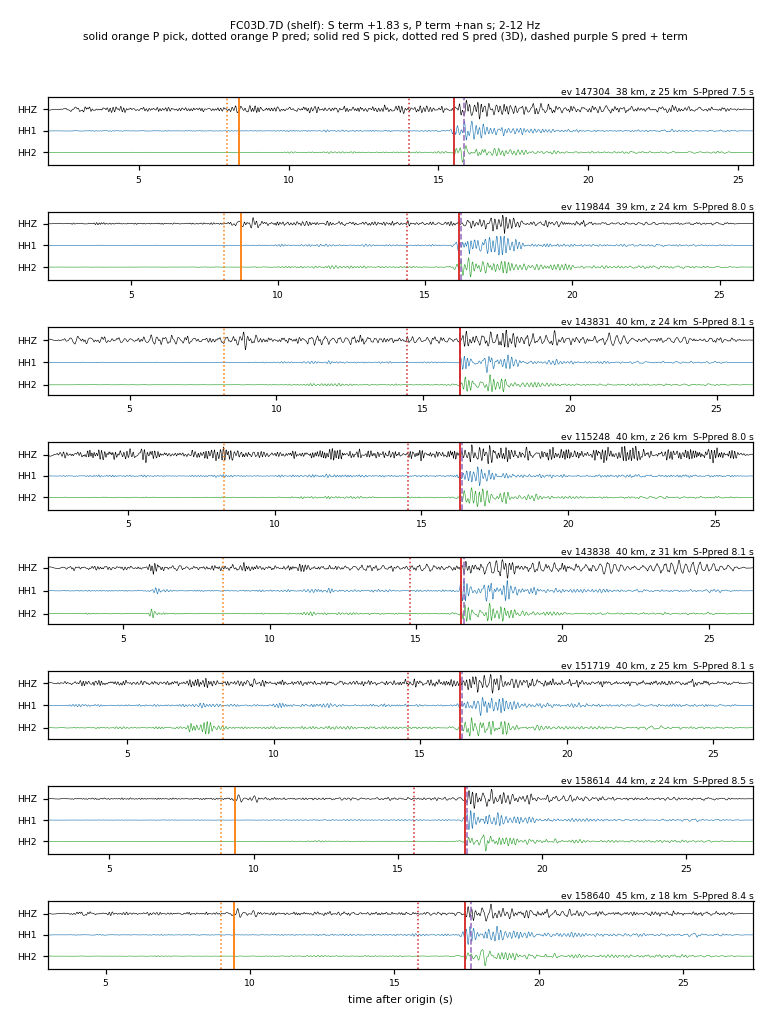 FC03D.7D (shelf): S term +1.83 s, P term +nan s; 2-12 Hz
solid orange P pick, dotted orange P pred; solid red S pick, dotted red S pred (3D), dashed purple S pred + term
ev 147304 38 km, z 25 km S-Ppred 7.5 s
HHZ
HH1
HH2
5 10 15 20 25
ev 119844 39 km, z 24 km S-Ppred 8.0 s
HHZ
HH1
HH2
5 10 15 20 25
ev 143831 40 km, z 24 km S-Ppred 8.1 s
HHZ
HH1
HH2
5 10 15 20 25
ev 115248 40 km, z 26 km S-Ppred 8.0 s
HHZ
HH1
HH2
5 10 15 20 25
ev 143838 40 km, z 31 km S-Ppred 8.1 s
HHZ
HH1
HH2
5 10 15 20 25
ev 151719 40 km, z 25 km S-Ppred 8.1 s
HHZ
HH1
HH2
5 10 15 20 25
ev 158614 44 km, z 24 km S-Ppred 8.5 s
HHZ
HH1
HH2
5 10 15 20 25
ev 158640 45 km, z 18 km S-Ppred 8.4 s
HHZ
HH1
HH2
5 10 15 20 25
time after origin (s)